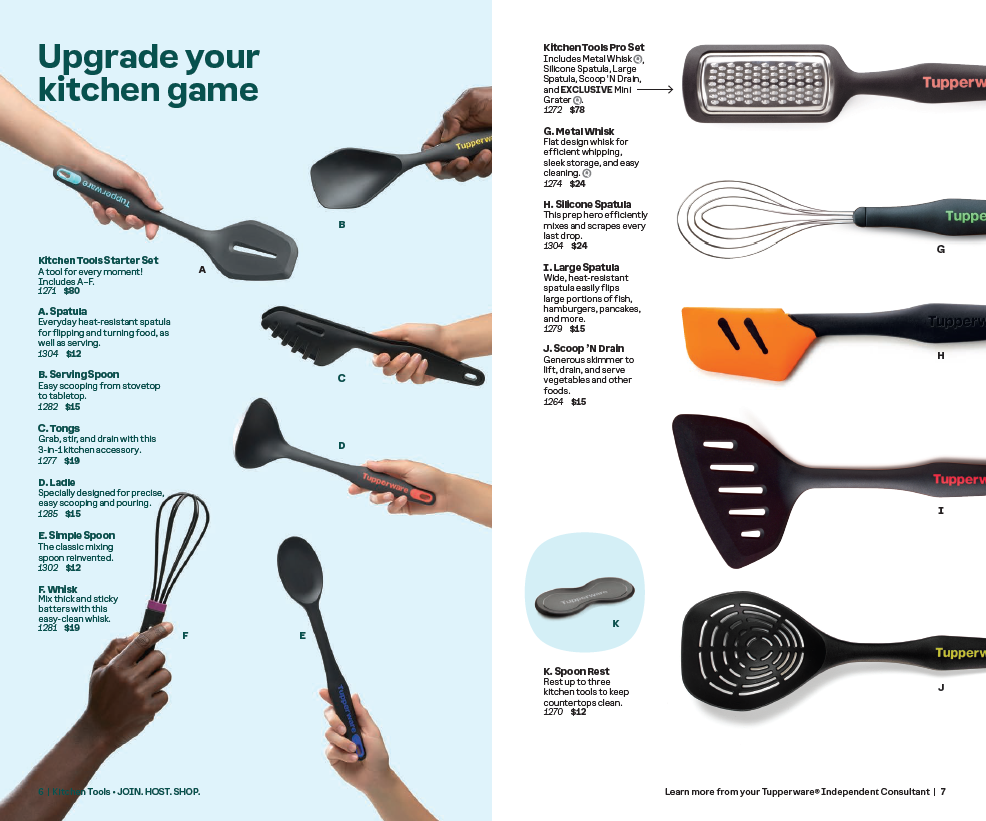 Upgrade your
kitchen game
Tupperware
Tupperw
B
A
Kitchen Tools Starter Set
A tool for every moment!
Includes A–F.
1271 $80
A. Spatula
Everyday heat-resistant spatula
for flipping and turning food, as
well as serving.
1304 $12
B. Serving Spoon
Easy scooping from stovetop
to tabletop.
1282 $15
C. Tongs
Grab, stir, and drain with this
3-in-1 kitchen accessory.
1277 $19
D. Ladle
Specially designed for precise,
easy scooping and pouring.
1285 $15
E. Simple Spoon
The classic mixing
spoon reinvented.
1302 $12
F. Whisk
Mix thick and sticky
batters with this
easy-clean whisk.
1281 $19
C
D
Tupperware
F
E
Tupperware
6 | Kitchen Tools • JOIN. HOST. SHOP.
Kitchen Tools Pro Set
Includes Metal Whisk,
Silicone Spatula, Large
Spatula, Scoop ’N Drain,
and EXCLUSIVE Mini
Grater.
1272 $78
G. Metal Whisk
Flat design whisk for
efficient whipping,
sleek storage, and easy
cleaning.
1274 $24
H. Silicone Spatula
This prep hero efficiently
mixes and scrapes every
last drop.
1304 $24
I. Large Spatula
Wide, heat-resistant
spatula easily flips
large portions of fish,
hamburgers, pancakes,
and more.
1279 $15
J. Scoop ’N Drain
Generous skimmer to
lift, drain, and serve
vegetables and other
foods.
1264 $15
Tupperw
Tuppe
G
Tupperw
H
Tupperw
I
Tupperware
K
Tupperw
J
K. Spoon Rest
Rest up to three
kitchen tools to keep
countertops clean.
1270 $12
Learn more from your Tupperware® Independent Consultant | 7